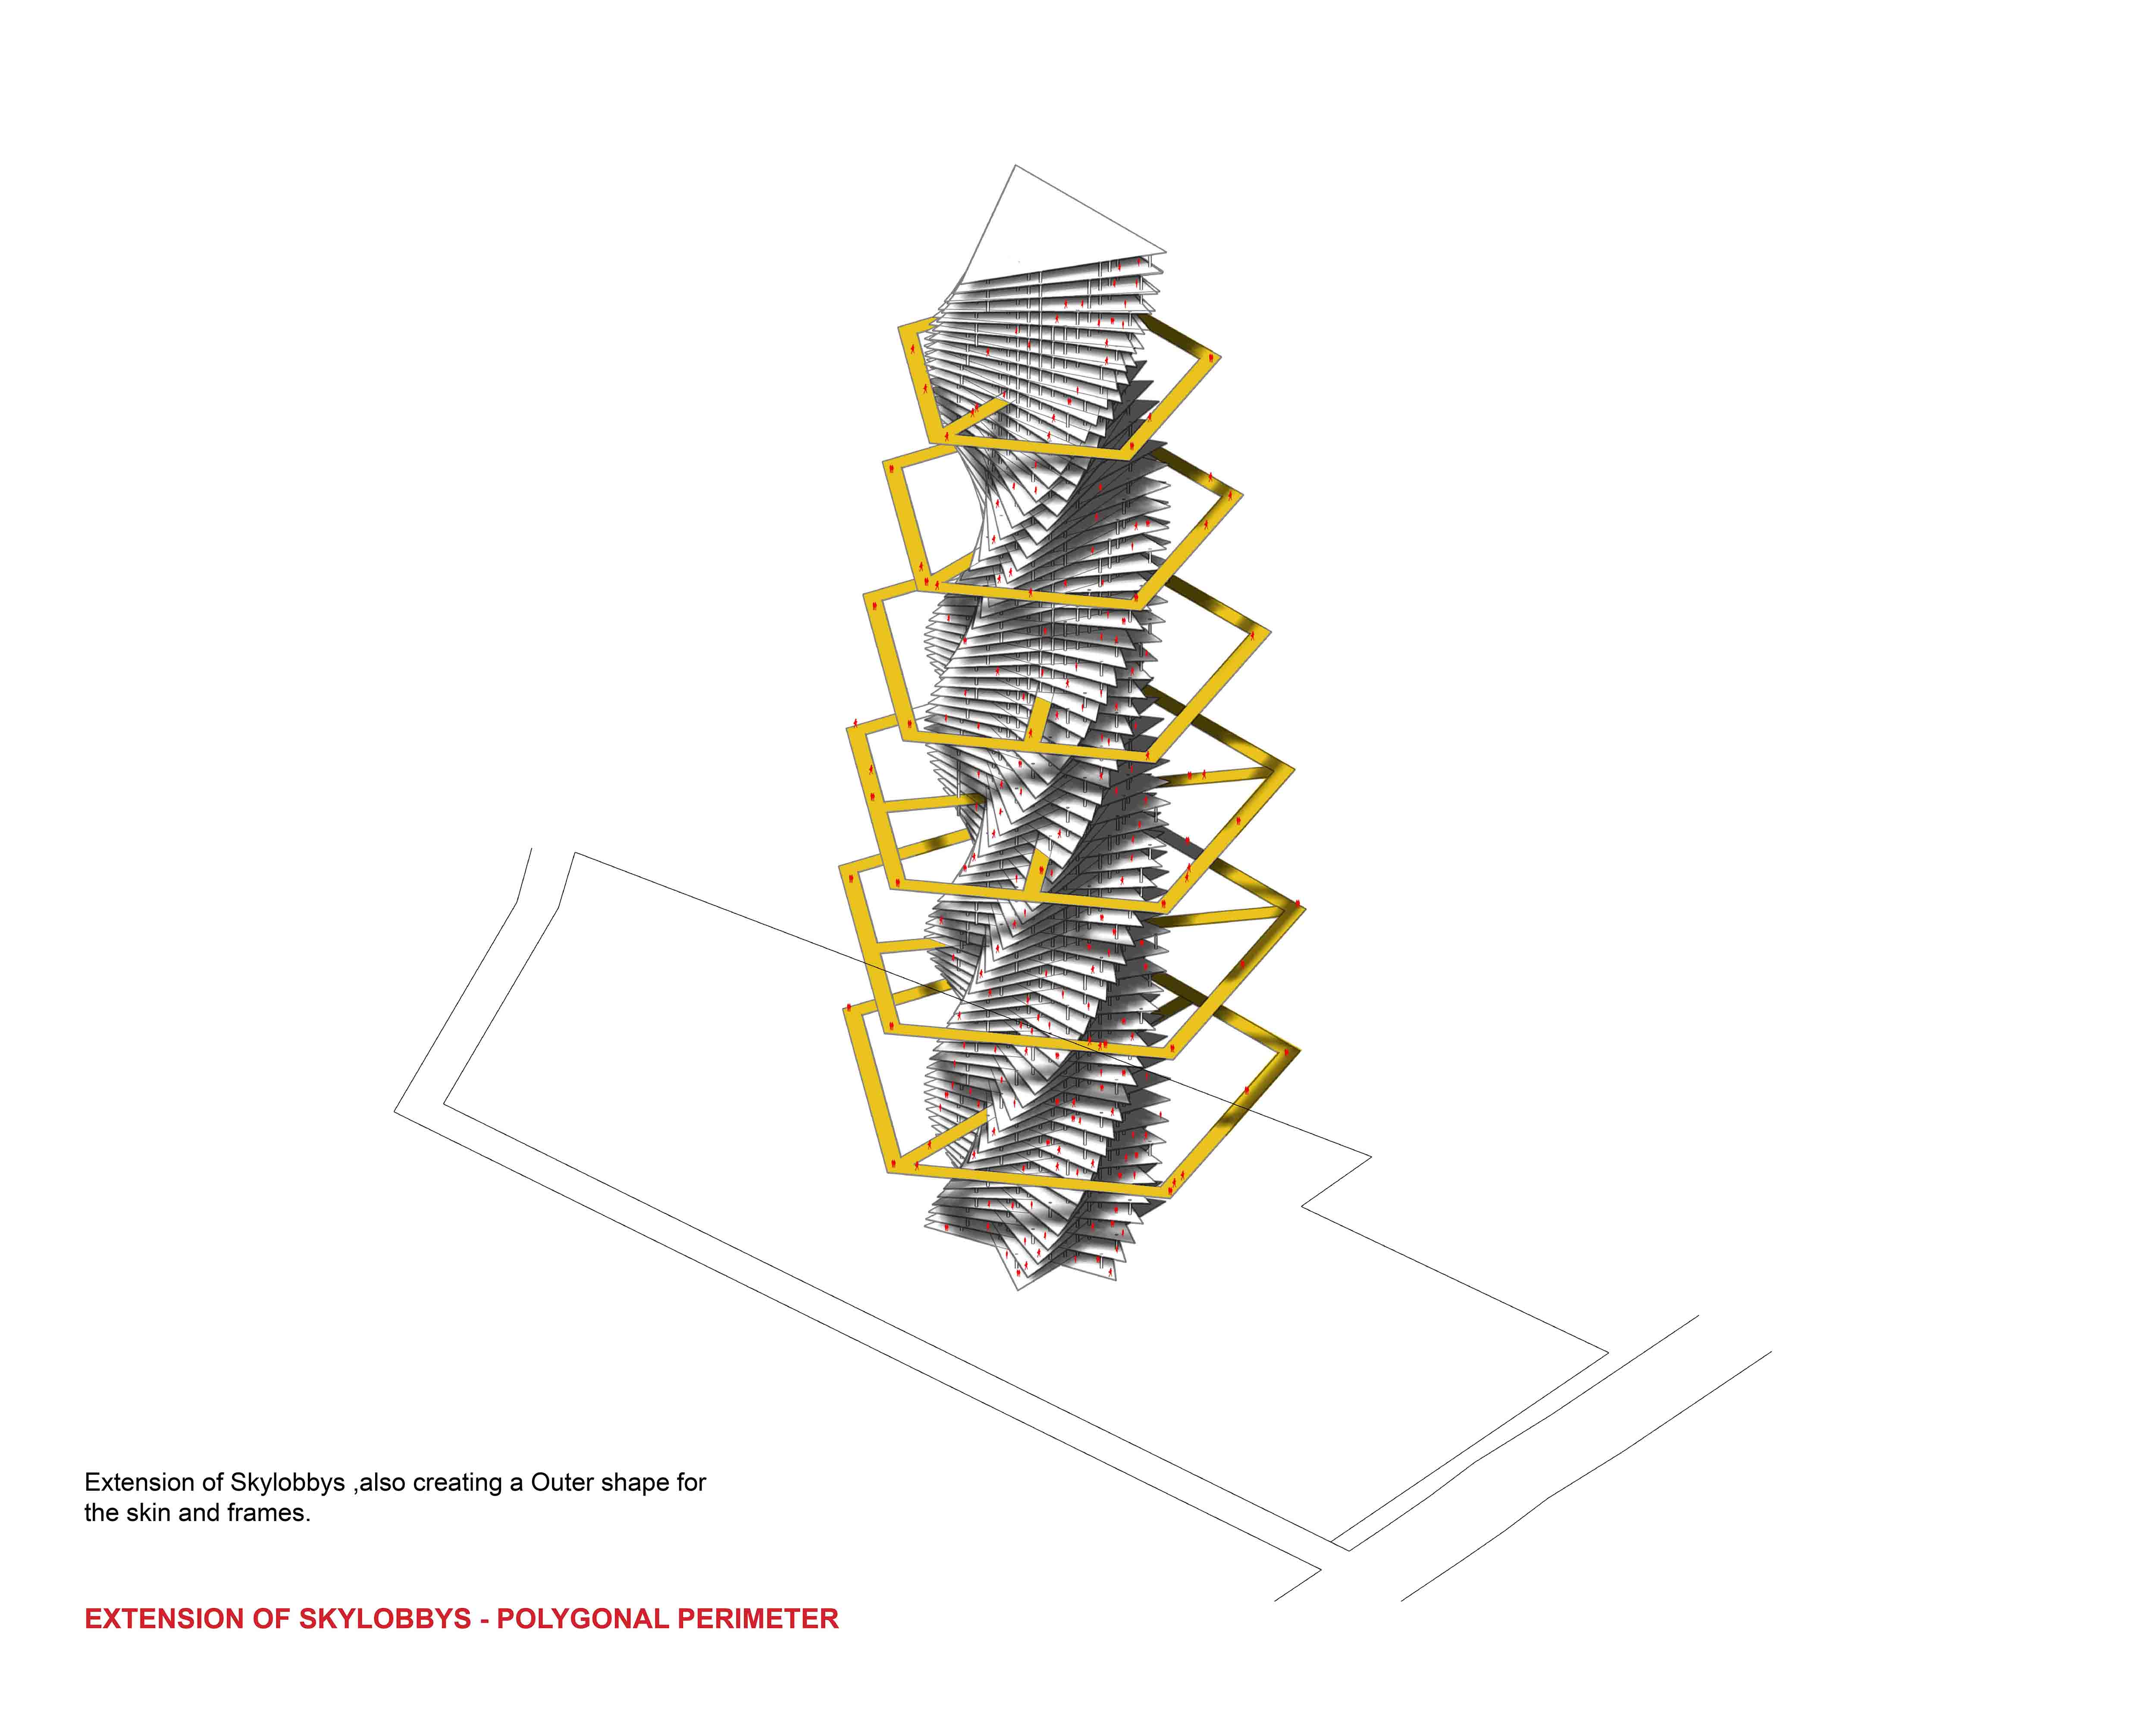 Extension of Skylobbys ,also creating a Outer shape for
the skin and frames.
EXTENSION OF SKYLOBBYS - POLYGONAL PERIMETER